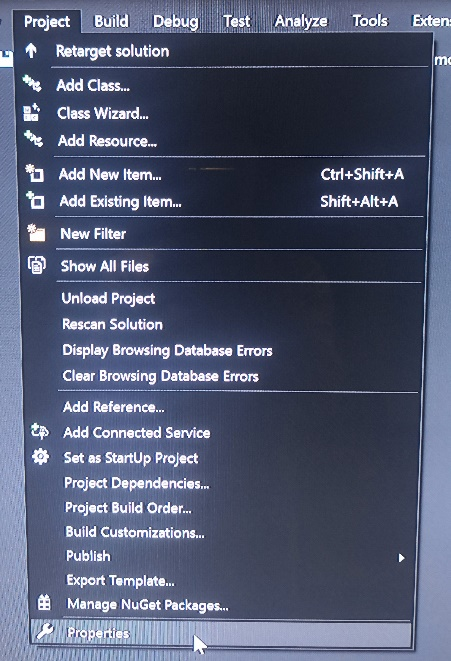 Project Build Debug Test Analyze Tools Exten
mo
Retarget solution
Add Class...
Class Wizard...
Add Resource...
Add New Item... Ctrl+Shift+A
Add Existing Item... Shift+Alt+A
New Filter
Show All Files
Unload Project
Rescan Solution
Display Browsing Database Errors
Clear Browsing Database Errors
Add Reference...
Add Connected Service
Set as StartUp Project
Project Dependencies...
Project Build Order...
Build Customizations...
Publish
Export Template...
Manage NuGet Packages...
Properties